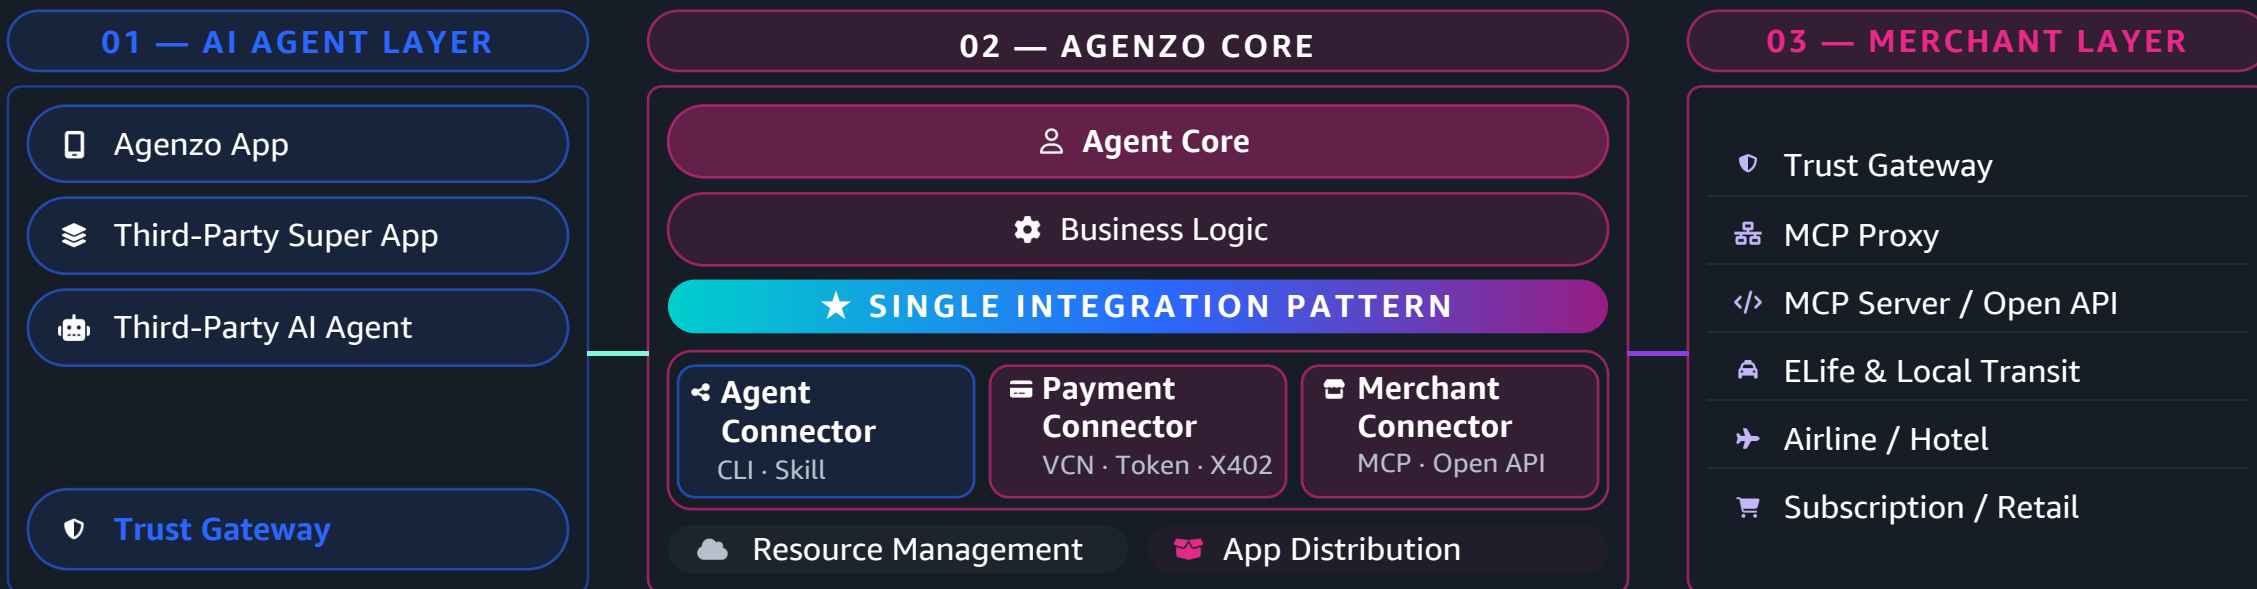 01 — AI AGENT LAYER
Agenzo App
Third-Party Super App
Third-Party AI Agent
Trust Gateway
02 — AGENZO CORE
Agent Core
Business Logic
★ SINGLE INTEGRATION PATTERN
Agent
Connector
CLI · Skill
Payment
Connector
VCN · Token · X402
Merchant
Connector
MCP · Open API
Resource Management
App Distribution
03 — MERCHANT LAYER
Trust Gateway
MCP Proxy
MCP Server / Open API
ELife & Local Transit
Airline / Hotel
Subscription / Retail